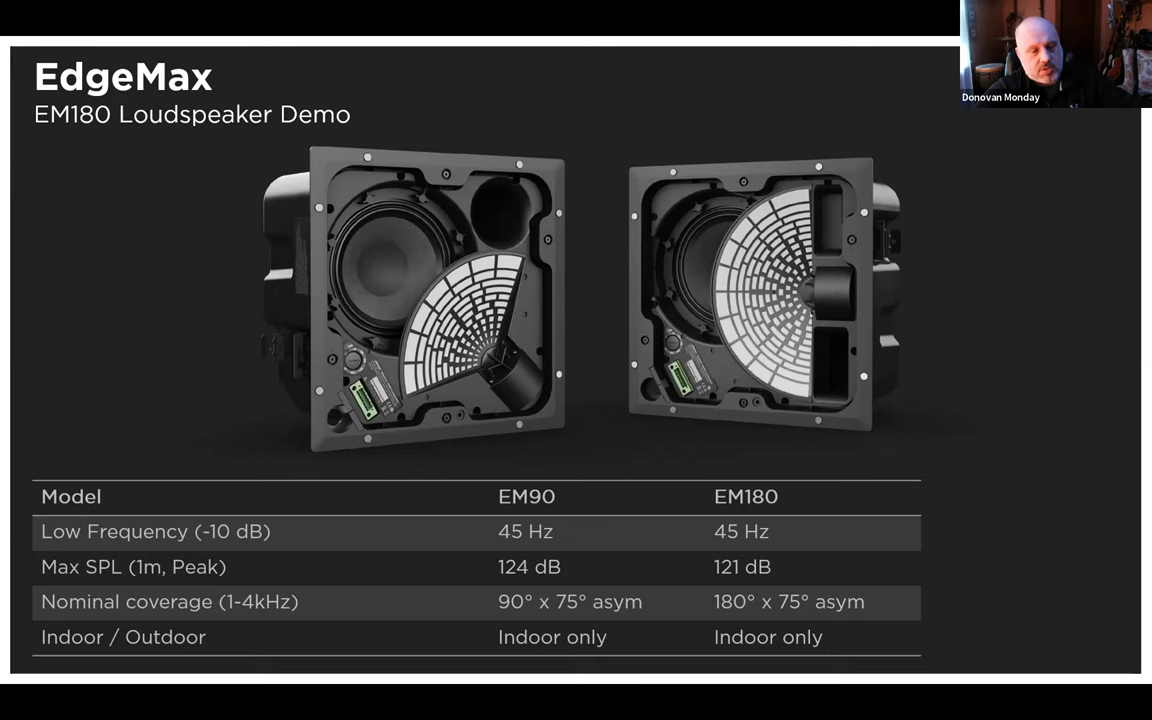 EdgeMax
EM180 Loudspeaker Demo
Donovan Monday
Model EM90 EM180
Low Frequency (-10 dB) 45 Hz 45 Hz
Max SPL (1m, Peak) 124 dB 121 dB
Nominal coverage (1-4kHz) 90° x 75° asym 180° x 75° asym
Indoor / Outdoor Indoor only Indoor only